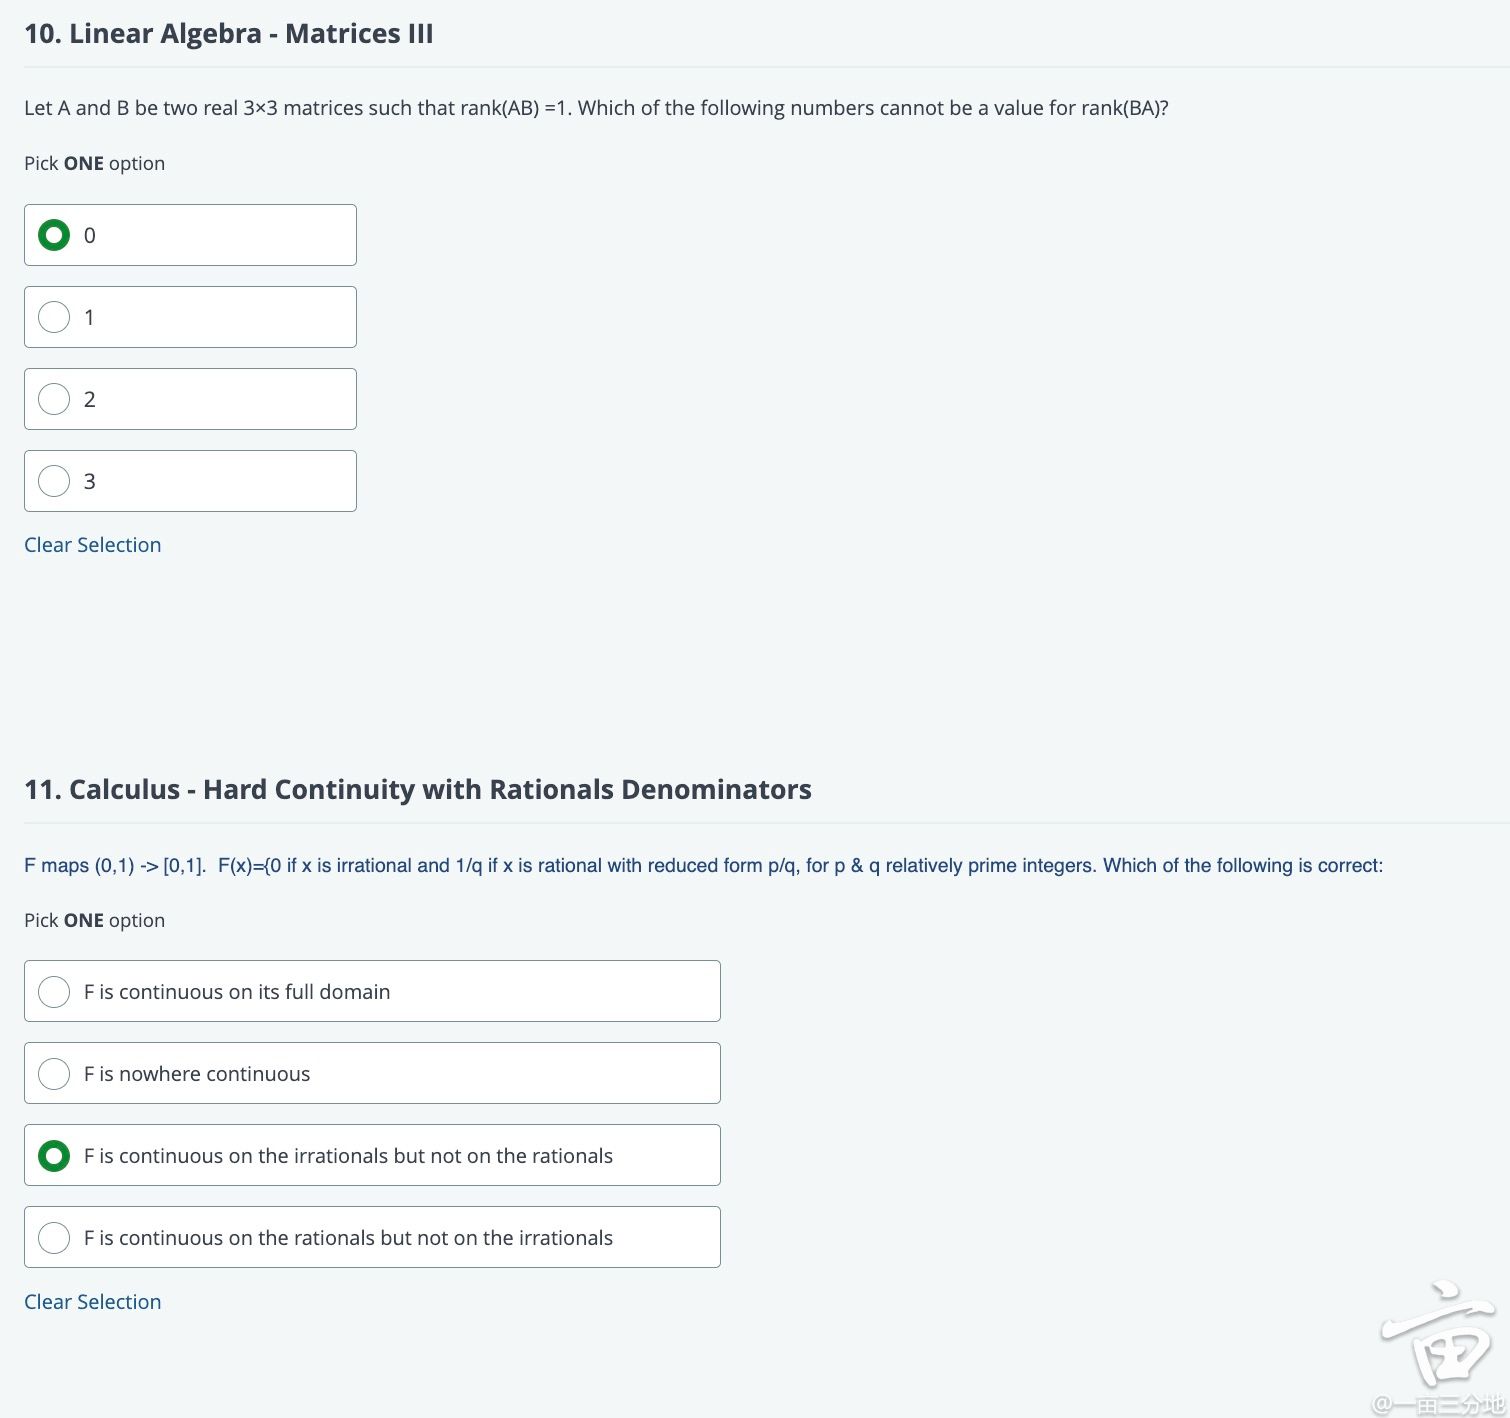 10. Linear Algebra - Matrices III
Let A and B be two real 3×3 matrices such that rank(AB) =1. Which of the following numbers cannot be a value for rank(BA)?
Pick ONE option
0
1
2
3
Clear Selection
11. Calculus - Hard Continuity with Rationals Denominators
F maps (0,1) -> [0,1].  F(x)={0 if x is irrational and 1/q if x is rational with reduced form p/q, for p & q relatively prime integers. Which of the following is correct:
Pick ONE option
F is continuous on its full domain
F is nowhere continuous
F is continuous on the irrationals but not on the rationals
F is continuous on the rationals but not on the irrationals
Clear Selection
亩
@一亩三分地